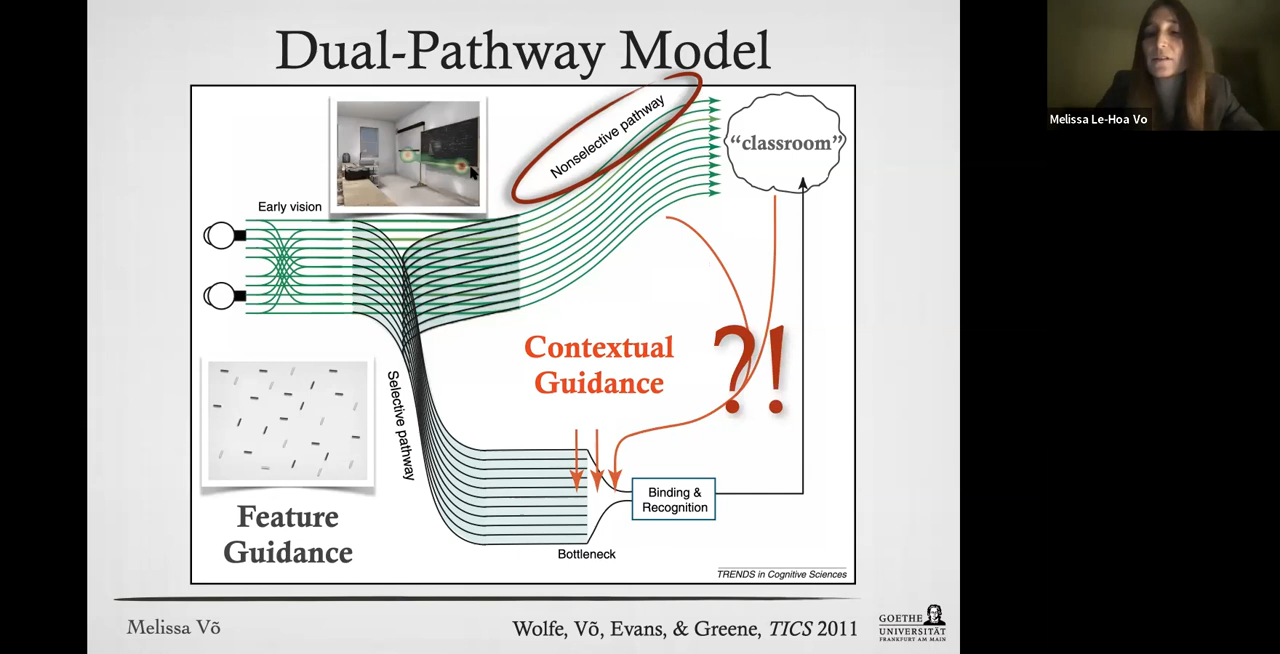 Dual-Pathway Model
Nonselective pathway
“classroom”
Early vision
Contextual
Guidance
?!
Selective pathway
Feature
Guidance
Binding &
Recognition
Bottleneck
TRENDS in Cognitive Sciences
Melissa Võ
Wolfe, Võ, Evans, & Greene, TICS 2011
GOETHE
UNIVERSITÄT
FRANKFURT AM MAIN
Melissa Le-Hoa Vo